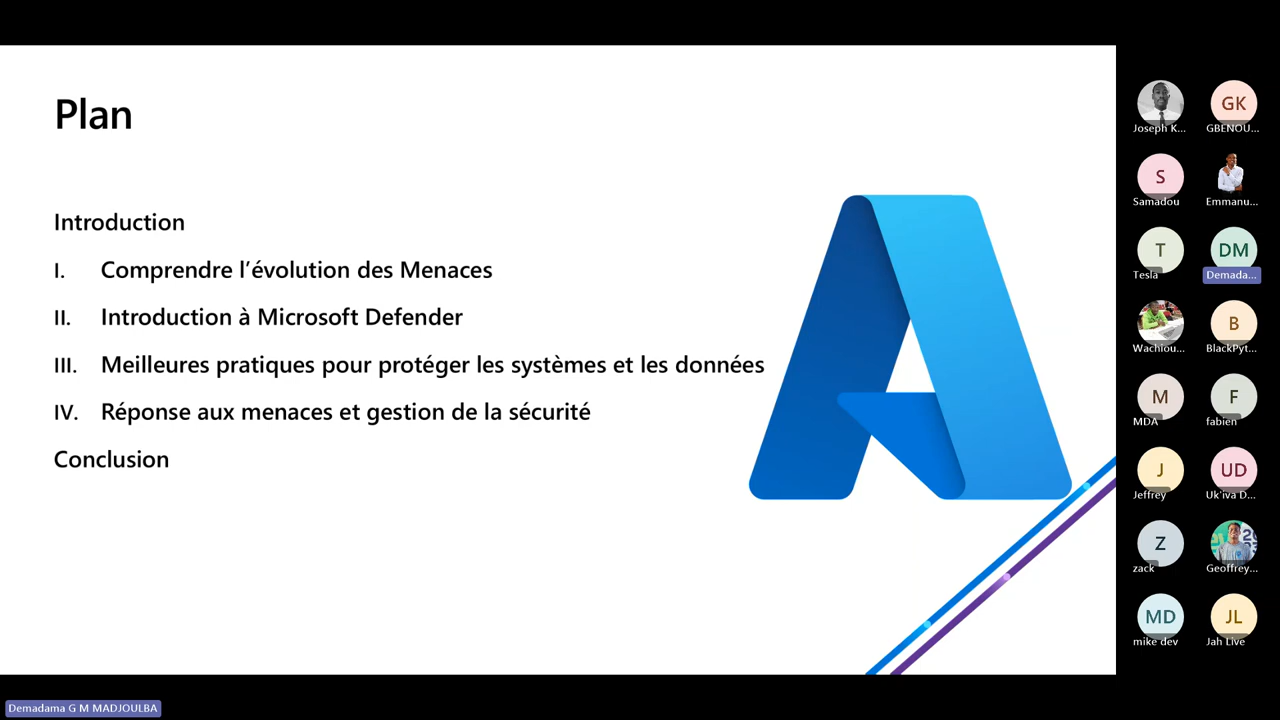 Plan
Introduction
I. Comprendre l’évolution des Menaces
II. Introduction à Microsoft Defender
III. Meilleures pratiques pour protéger les systèmes et les données
IV. Réponse aux menaces et gestion de la sécurité
Conclusion
Joseph K...
GK
GBENOU...
S
Samadou
Emmanu...
T
Tesla
DM
Demada...
Wachiou...
B
BlackPyt...
M
MDA
F
fabien
J
Jeffrey
UD
Uk'iva D...
Z
zack
Geoffrey...
MD
mike dev
JL
Jah Live
Demadama G M MADJOULBA